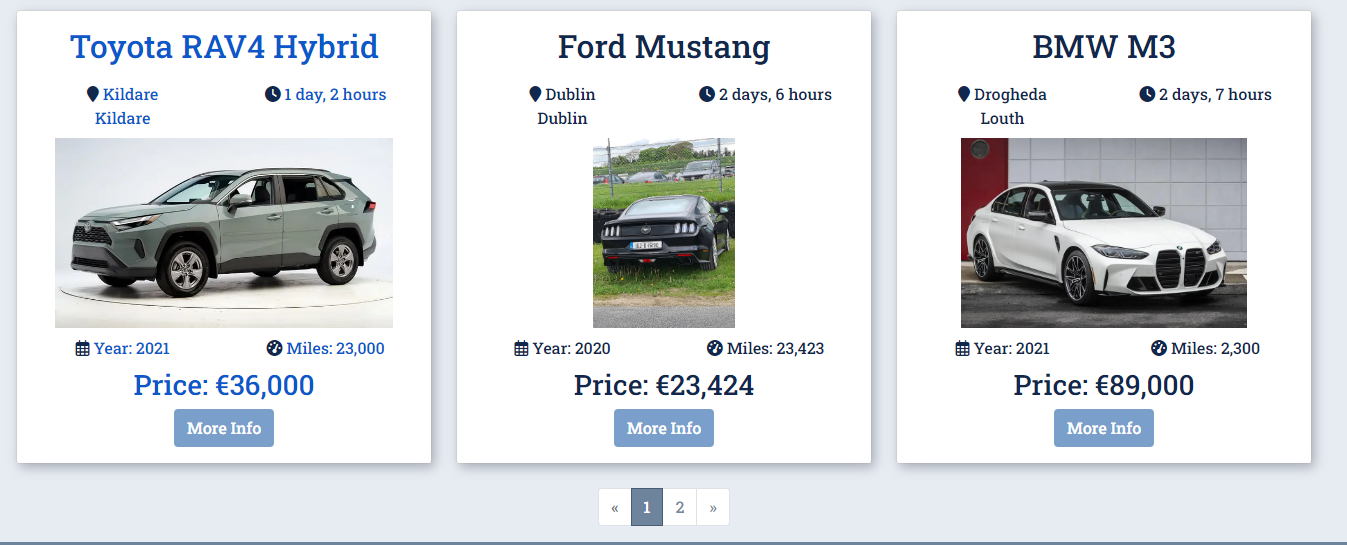 Toyota RAV4 Hybrid
Kildare
Kildare
1 day, 2 hours
Year: 2021
Miles: 23,000
Price: €36,000
More Info
Ford Mustang
Dublin
Dublin
2 days, 6 hours
Year: 2020
Miles: 23,423
Price: €23,424
More Info
BMW M3
Drogheda
Louth
2 days, 7 hours
Year: 2021
Miles: 2,300
Price: €89,000
More Info
« 1 2 »